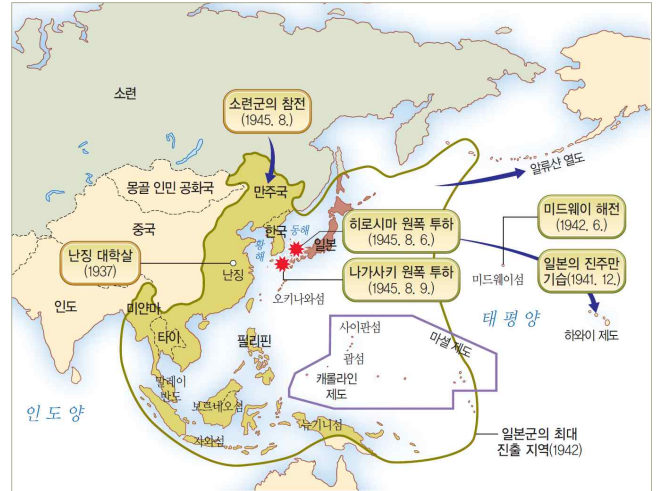 소련
소련군의 참전
(1945. 8.)
알류샨 열도
몽골 인민 공화국
만주국
중국
한국
동해
황해
일본
히로시마 원폭 투하
(1945. 8. 6.)
미드웨이 해전
(1942. 6.)
난징 대학살
(1937)
난징
나가사키 원폭 투하
(1945. 8. 9.)
일본의 진주만
기습(1941. 12.)
미드웨이섬
인도
미얀마
오키나와섬
타이
필리핀
사이판섬
괌섬
마셜 제도
태평양
하와이 제도
캐롤라인
제도
말레이
반도
보르네오섬
인도양
뉴기니섬
자와섬
일본군의 최대
진출 지역(1942)